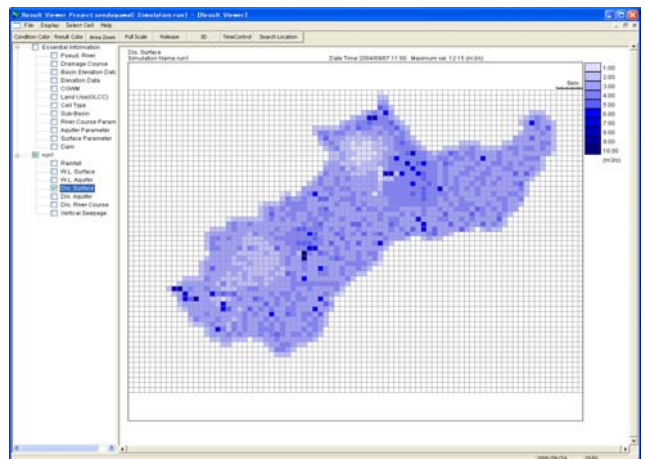 Result Viewer Project:sendaigawa(1 Simulation:run1 - [Result Viewer]
File Display Select Cell Help
Condition Color Result Color Area Zoom Full Scale Release 3D TimeControl Search Location
Essential Information
Pseud. River
Drainage Course
Basin Elevation Data
Elevation Data
Land Use(GLCC)
Cell Type
Sub-Basin
River Course Param
Aquifer Parameter
Surface Parameter
Dam
run1
Rainfall
W.L. Surface
W.L. Aquifer
Dis. Surface
Dis. Aquifer
Dis. River Course
Vertical Seepage
Dis. Surface
Simulation Name:run1 Date Time 2004/09/07 11:00 Maximum val. 12.15 (m3/s)
5km
1.00
2.00
3.00
4.00
5.00
6.00
7.00
8.00
9.00
10.00
(m3/s)